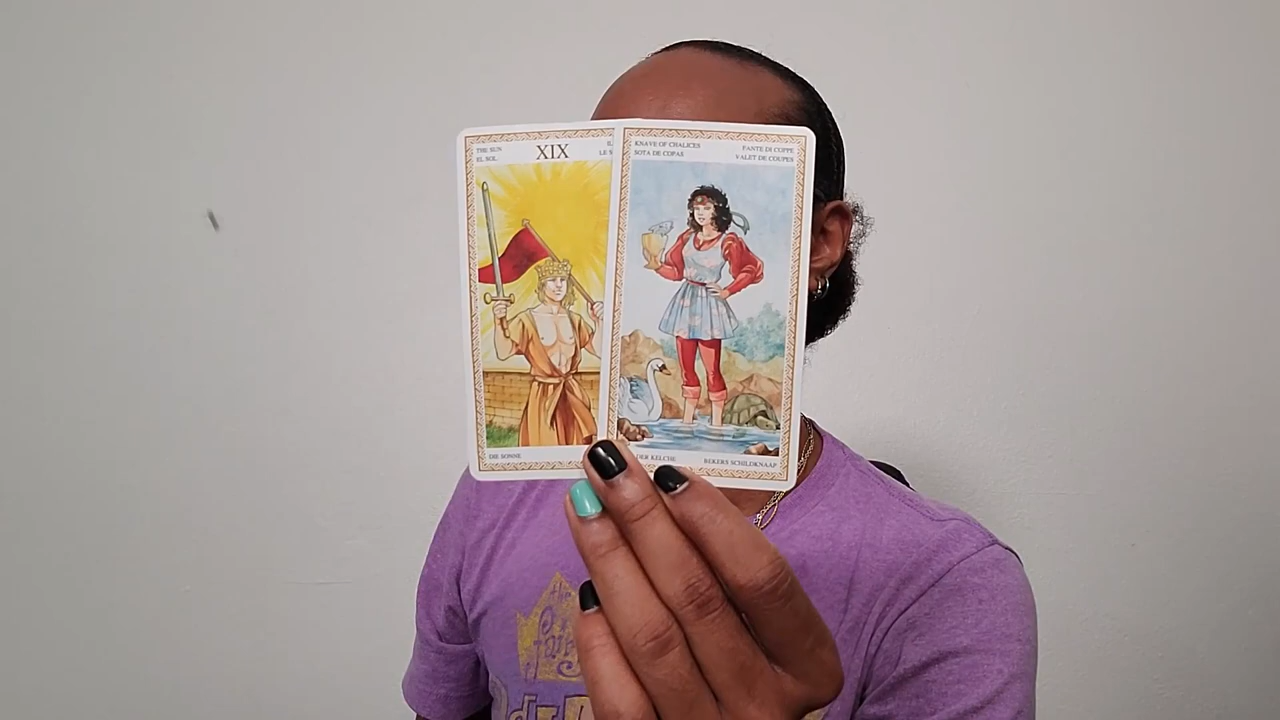 THE SUN
EL SOL
XIX
KNAVE OF CHALICES
SOTA DE COPAS
FANTE DI COPPE
VALET DE COUPES
DIE SONNE
DER KELCHE
BEKERS SCHILDKNAAP
the